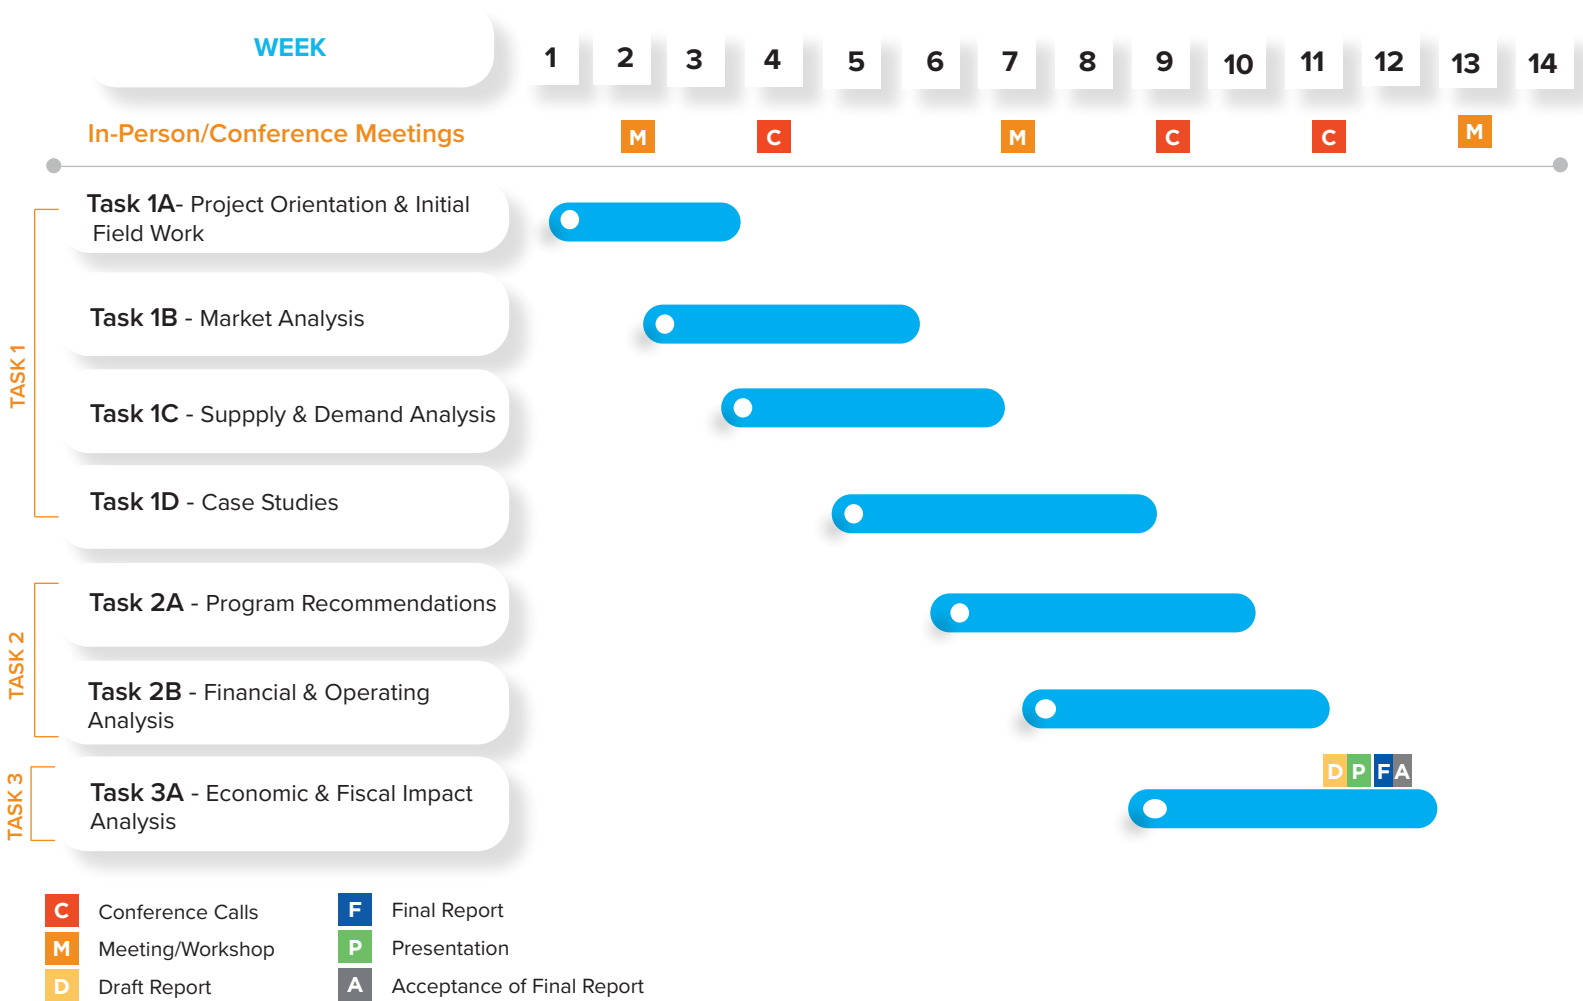 WEEK 1 2 3 4 5 6 7 8 9 10 11 12 13 14
In-Person/Conference Meetings M C M C C M
TASK 1
Task 1A- Project Orientation & Initial
Field Work
Task 1B - Market Analysis
Task 1C - Suppply & Demand Analysis
Task 1D - Case Studies
TASK 2
Task 2A - Program Recommendations
Task 2B - Financial & Operating
Analysis
TASK 3
D P F A
Task 3A - Economic & Fiscal Impact
Analysis
C Conference Calls
M Meeting/Workshop
D Draft Report
F Final Report
P Presentation
A Acceptance of Final Report